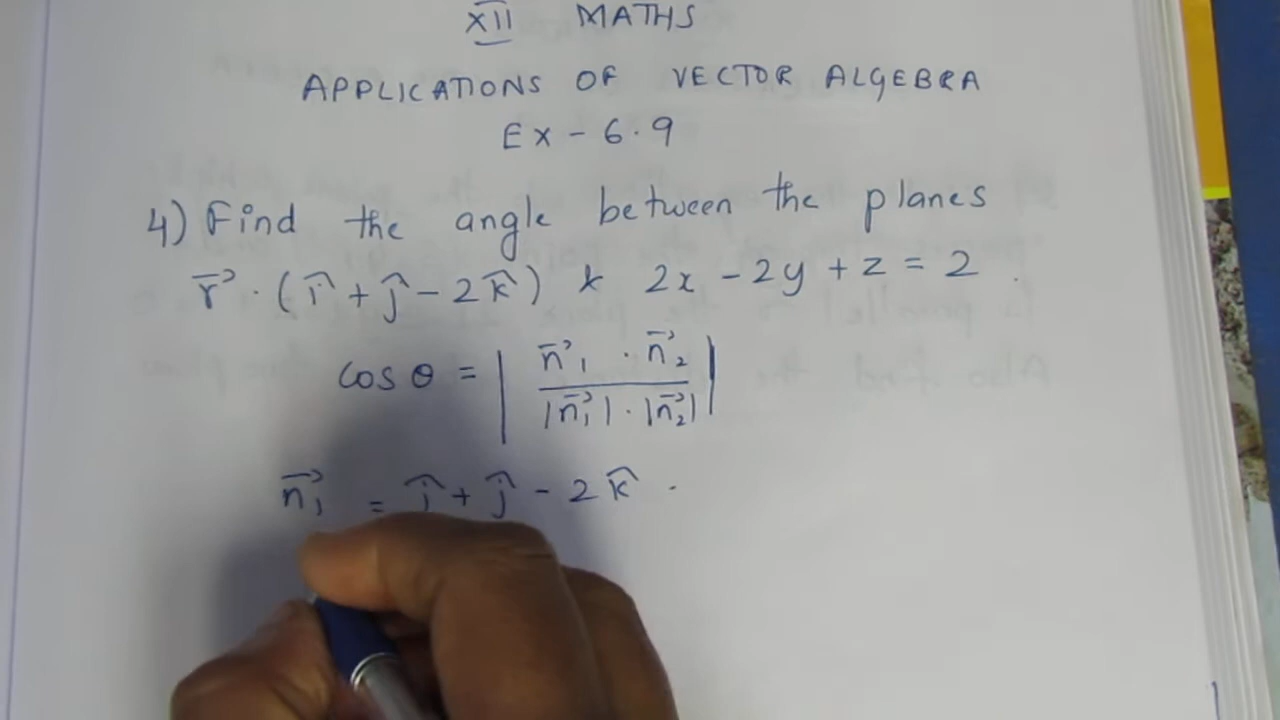 XII MATHS
APPLICATIONS OF VECTOR ALGEBRA
Ex - 6.9
4) Find the angle between the planes
r⃗ · (î + ĵ - 2k̂) & 2x - 2y + z = 2 .
cos θ = | n⃗₁ · n⃗₂ / |n⃗₁| · |n⃗₂| |
n⃗₁ = î + ĵ - 2k̂ .